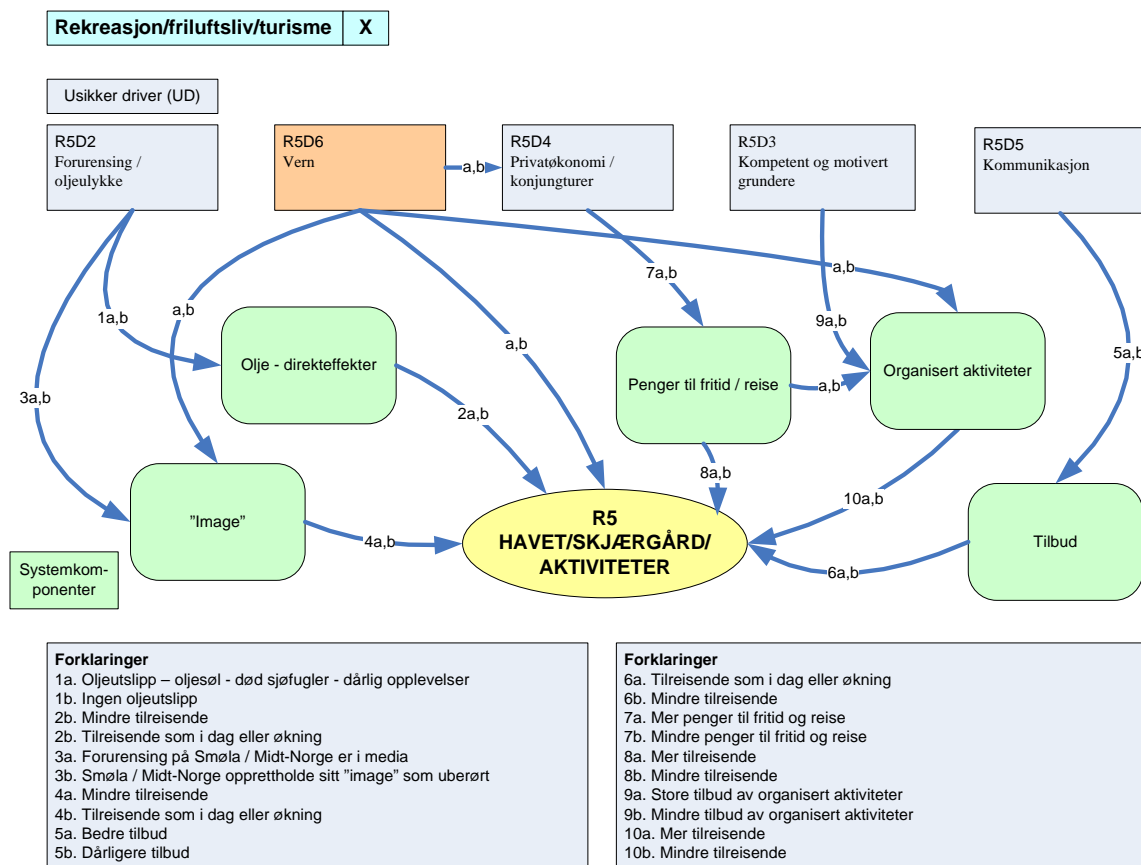 Rekreasjon/friluftsliv/turisme X
Usikker driver (UD)
R5D2
Forurensing /
oljeulykke
R5D6
Vern
a,b
R5D4
Privatøkonomi /
konjungturer
R5D3
Kompetent og motivert
grundere
R5D5
Kommunikasjon
7a,b
a,b
1a,b
a,b
9a,b
a,b
5a,b
Olje - direkteffekter
Penger til fritid / reise
a,b
Organisert aktiviteter
3a,b
2a,b
8a,b
10a,b
"Image"
4a,b
R5
HAVET/SKJÆRGÅRD/
AKTIVITETER
6a,b
Tilbud
Systemkom-
ponenter
Forklaringer
1a. Oljeutslipp – oljesøl - død sjøfugler - dårlig opplevelser
1b. Ingen oljeutslipp
2b. Mindre tilreisende
2b. Tilreisende som i dag eller økning
3a. Forurensing på Smøla / Midt-Norge er i media
3b. Smøla / Midt-Norge opprettholde sitt ”image” som uberørt
4a. Mindre tilreisende
4b. Tilreisende som i dag eller økning
5a. Bedre tilbud
5b. Dårligere tilbud
Forklaringer
6a. Tilreisende som i dag eller økning
6b. Mindre tilreisende
7a. Mer penger til fritid og reise
7b. Mindre penger til fritid og reise
8a. Mer tilreisende
8b. Mindre tilreisende
9a. Store tilbud av organisert aktiviteter
9b. Mindre tilbud av organisert aktiviteter
10a. Mer tilreisende
10b. Mindre tilreisende